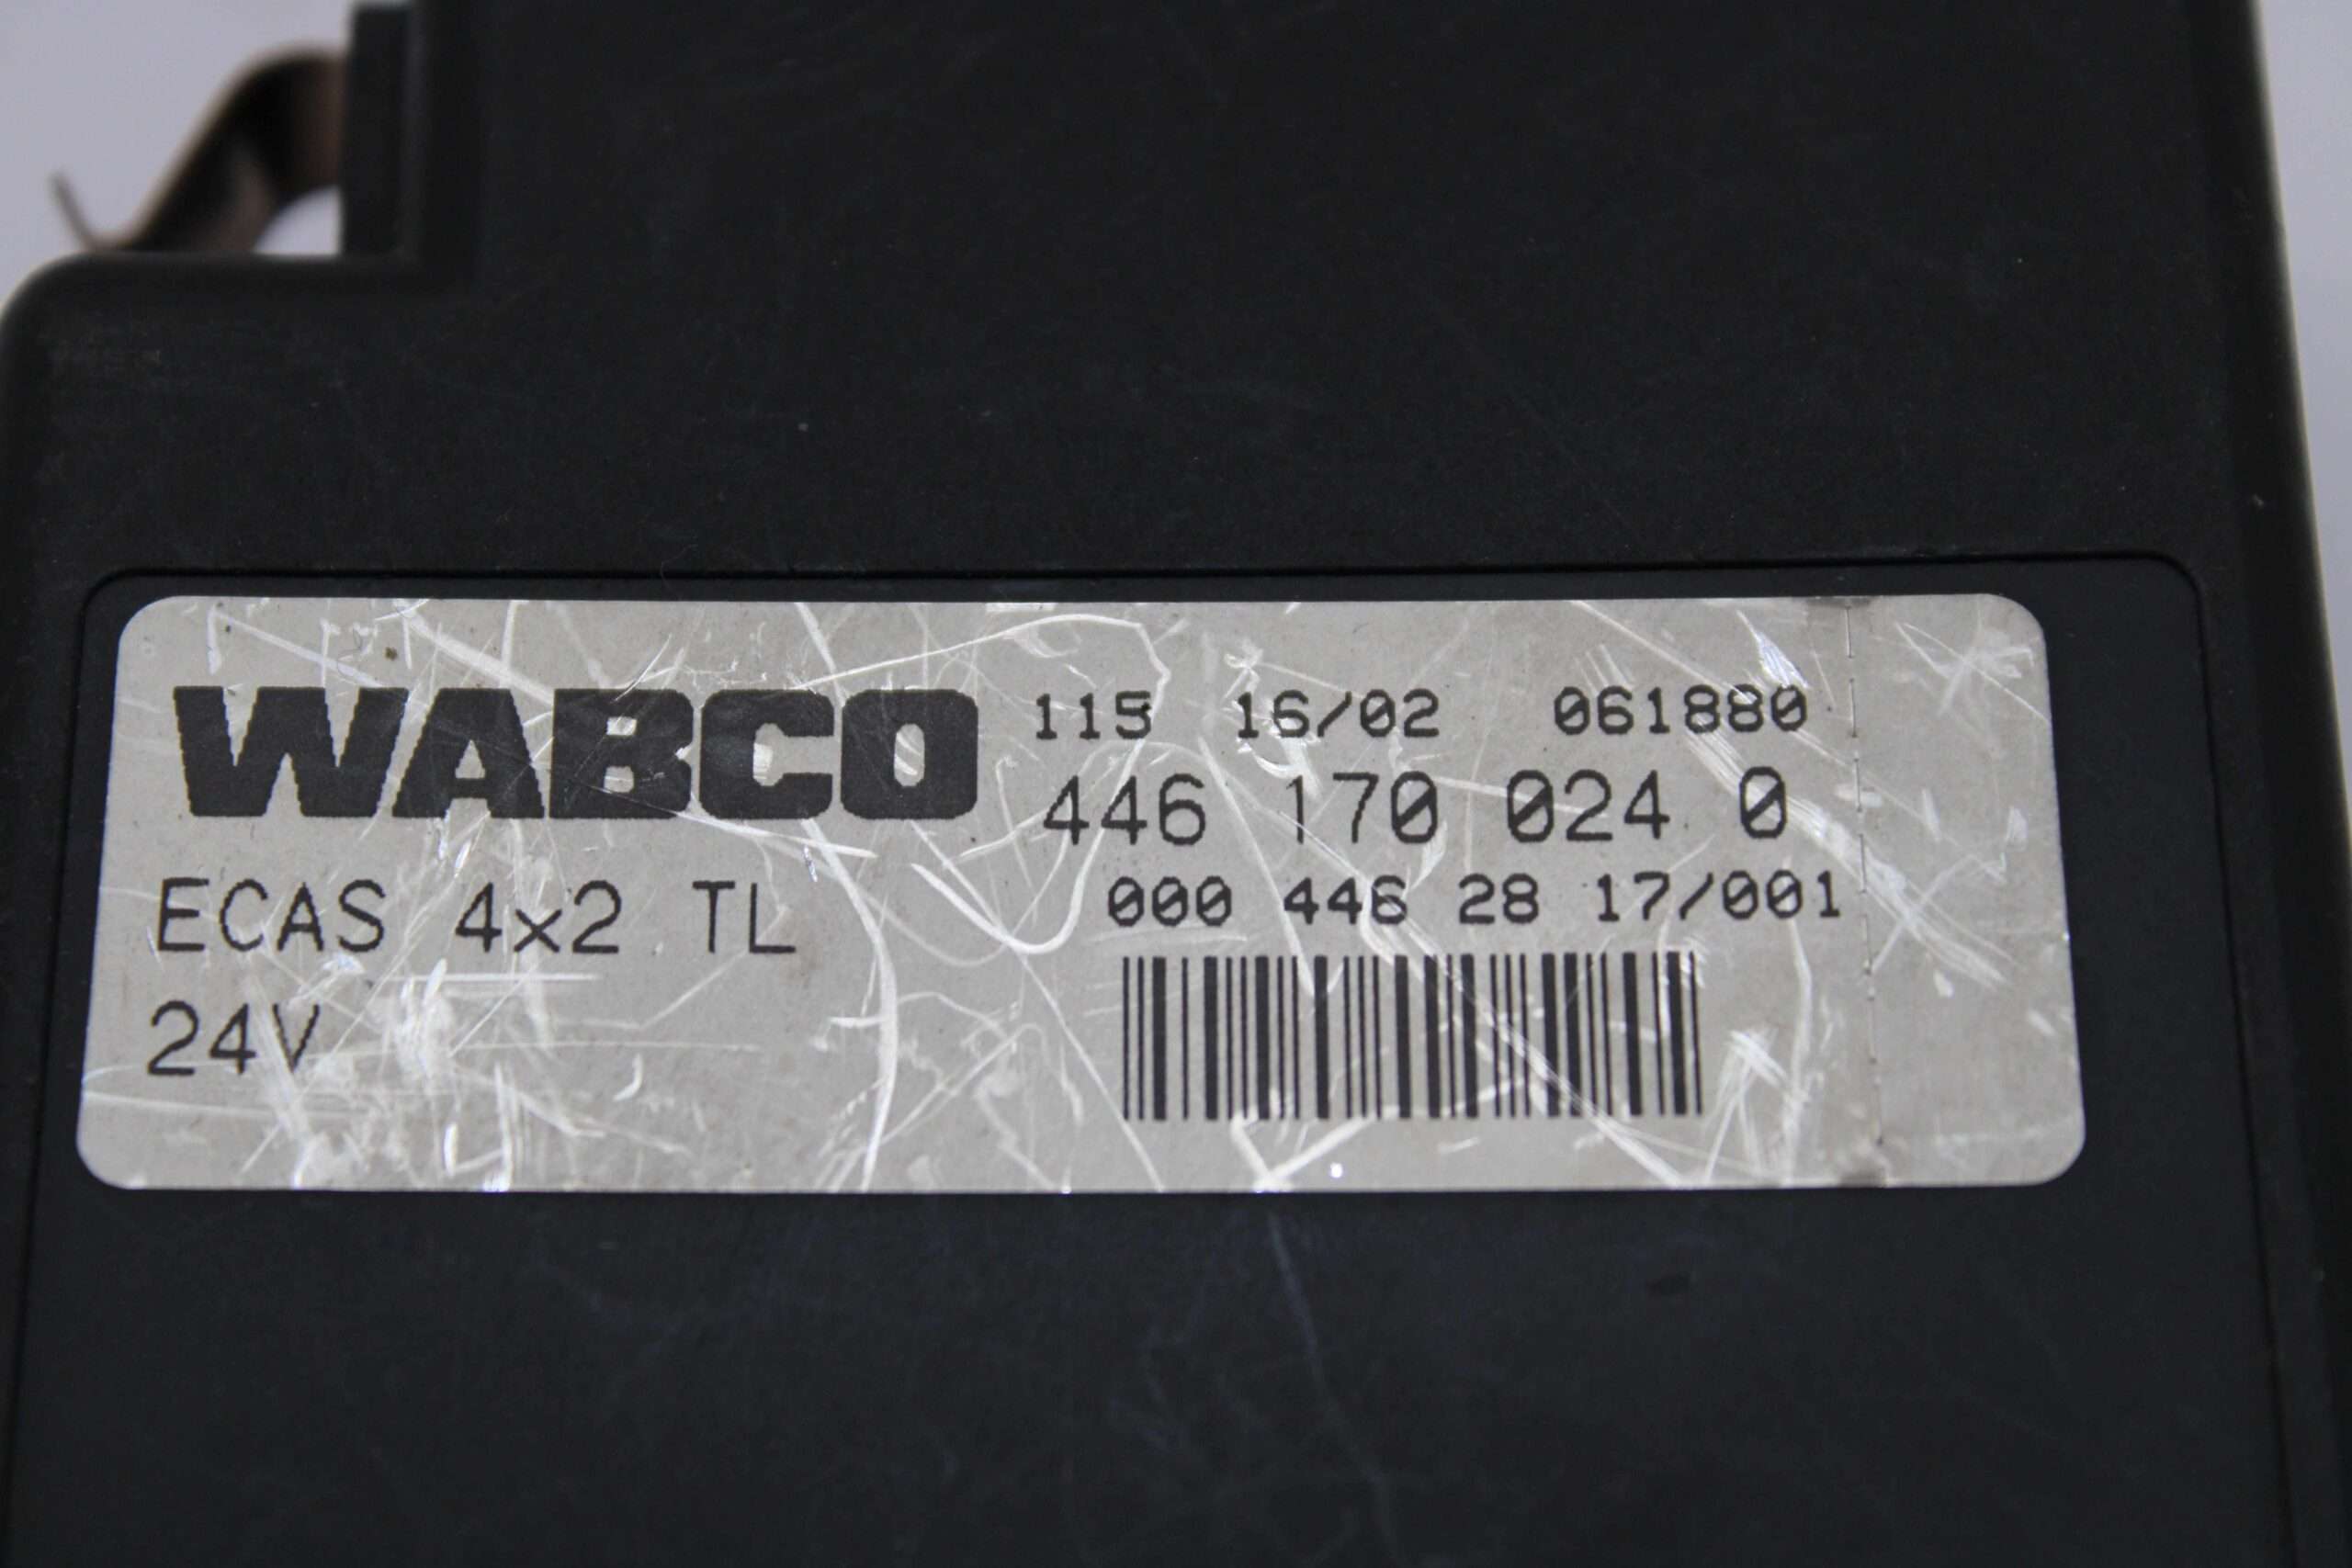 WABCO
ECAS 4x2 TL
24V
115 16/02 061880
446 170 024 0
000 446 28 17/001